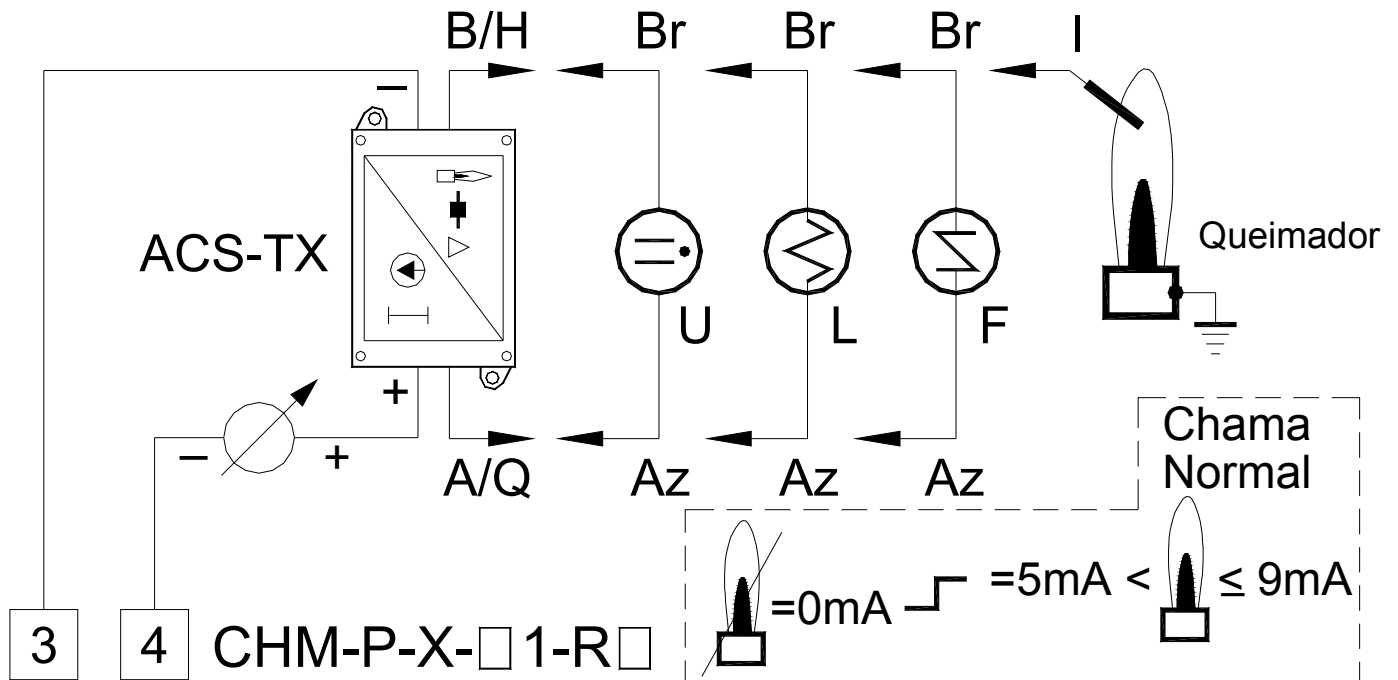 B/H Br Br Br I
−
ACS-TX
Queimador
U L F
+
− +
A/Q Az Az Az
Chama
Normal
=0mA =5mA < ≤ 9mA
3 4 CHM-P-X-□1-R□